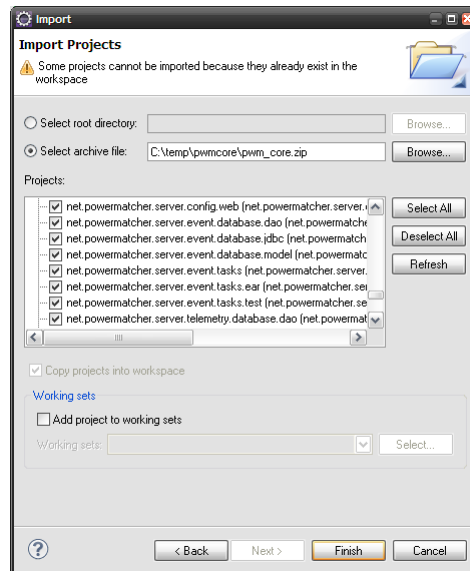 Import
Import Projects
Some projects cannot be imported because they already exist in the
workspace
Select root directory:
Browse...
Select archive file:
C:\temp\pwmcore\pwm_core.zip
Browse...
Projects:
net.powermatcher.server.config.web (net.powermatcher.server.
net.powermatcher.server.event.database.dao (net.powermatche
net.powermatcher.server.event.database.jdbc (net.powermatch
net.powermatcher.server.event.database.model (net.powermatc
net.powermatcher.server.event.tasks (net.powermatcher.server.
net.powermatcher.server.event.tasks.ear (net.powermatcher.ser
net.powermatcher.server.event.tasks.test (net.powermatcher.se
net.powermatcher.server.telemetry.database.dao (net.powermat
Select All
Deselect All
Refresh
Copy projects into workspace
Working sets
Add project to working sets
Working sets:
Select...
?
< Back
Next >
Finish
Cancel